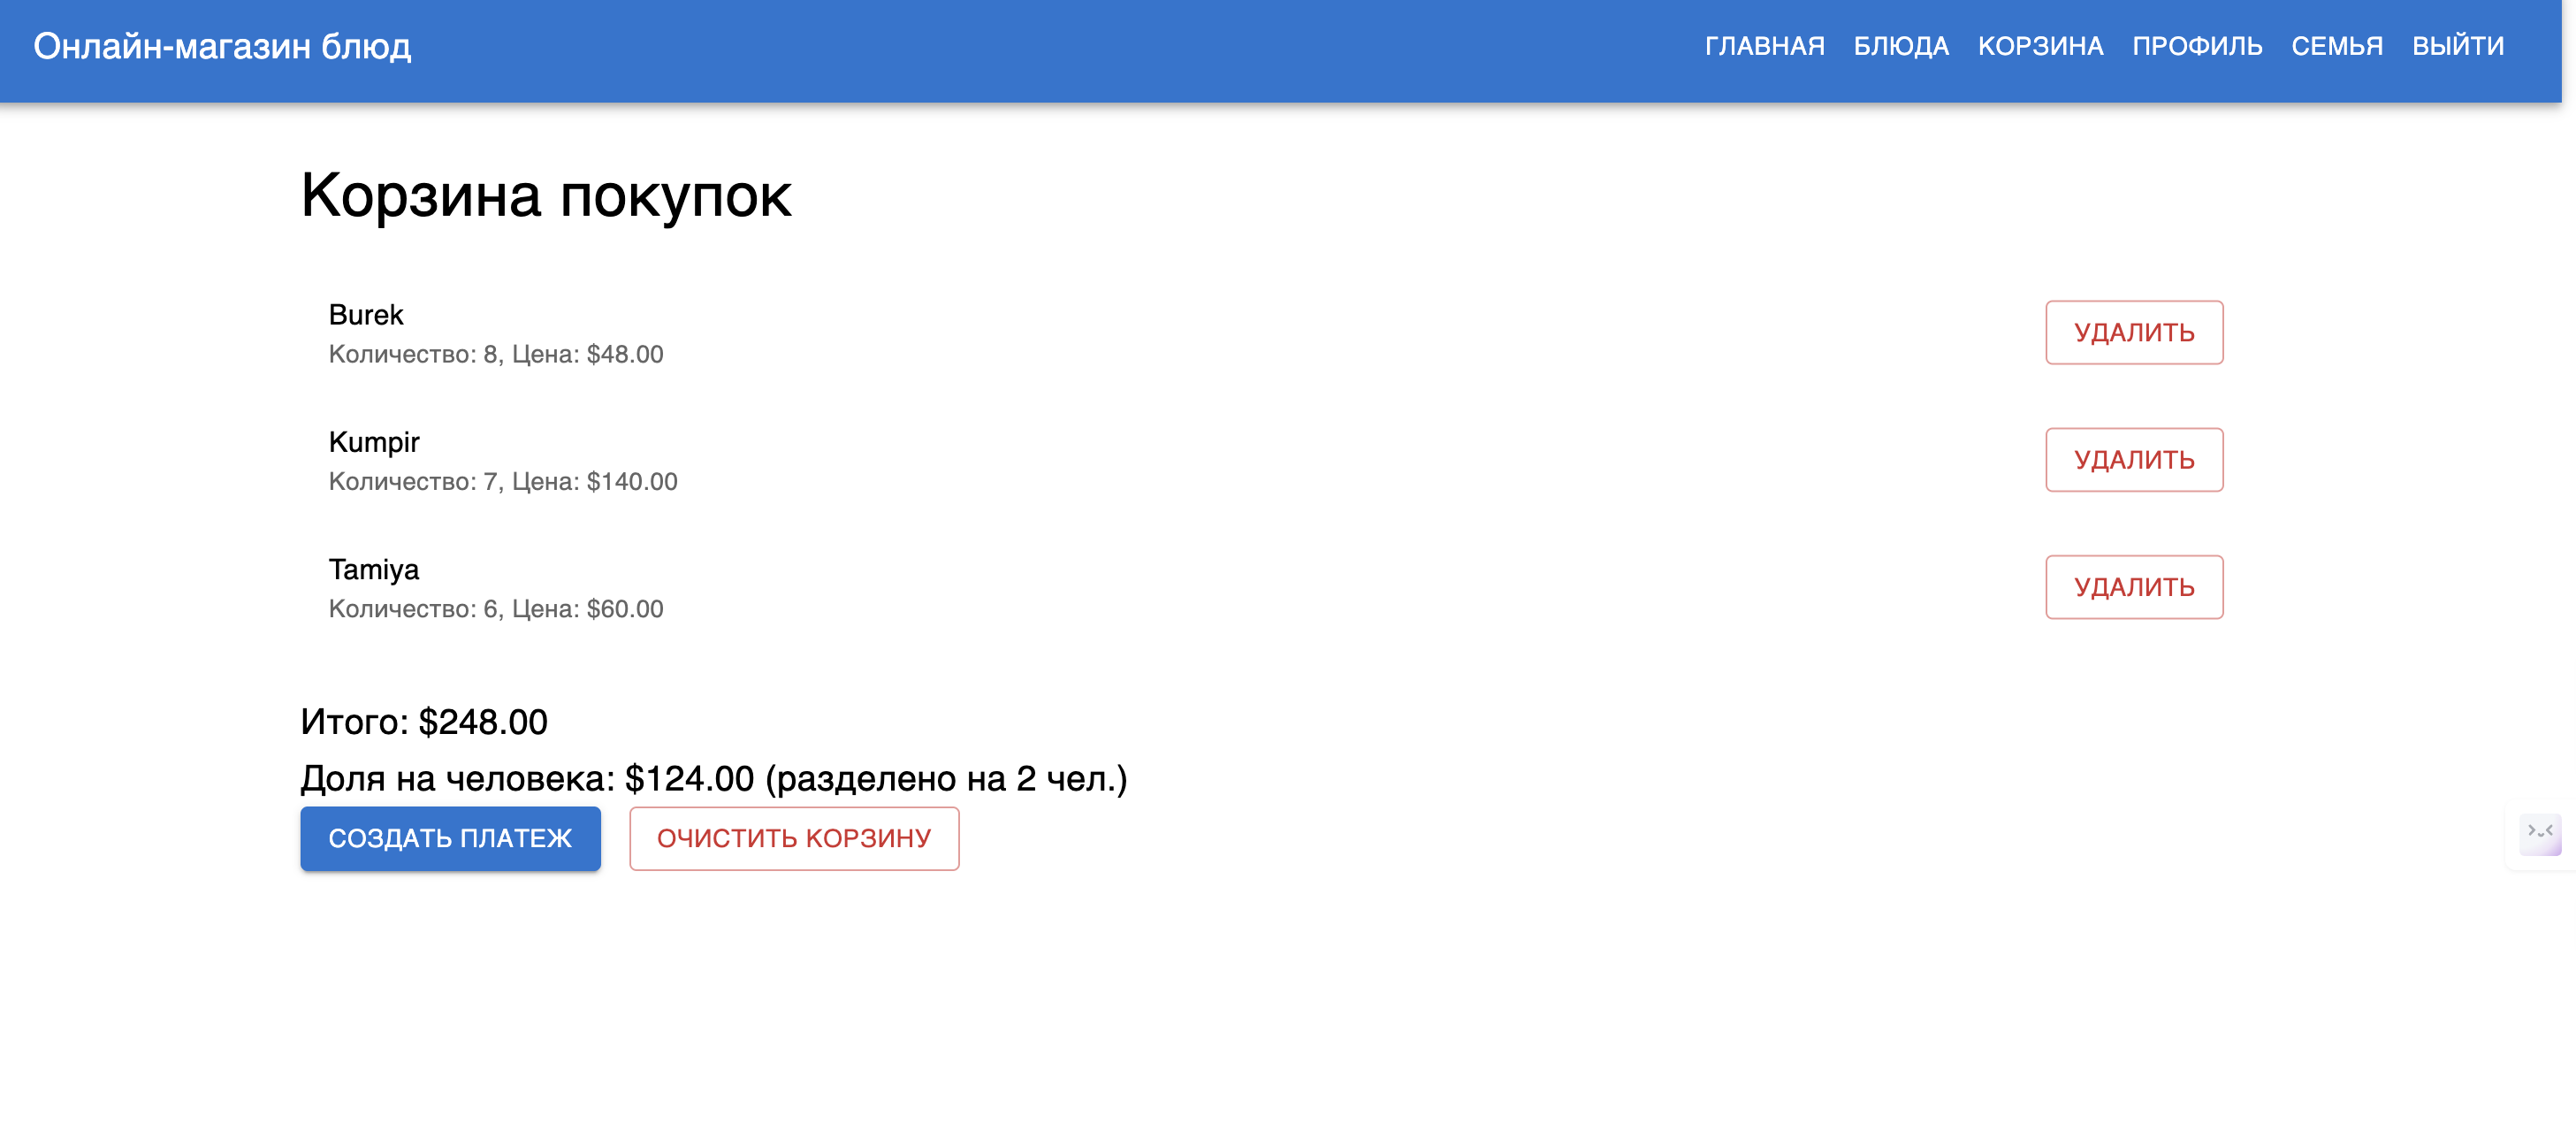 Онлайн-магазин блюд
ГЛАВНАЯ БЛЮДА КОРЗИНА ПРОФИЛЬ СЕМЬЯ ВЫЙТИ
Корзина покупок
Burek
Количество: 8, Цена: $48.00
УДАЛИТЬ
Kumpir
Количество: 7, Цена: $140.00
УДАЛИТЬ
Tamiya
Количество: 6, Цена: $60.00
УДАЛИТЬ
Итого: $248.00
Доля на человека: $124.00 (разделено на 2 чел.)
СОЗДАТЬ ПЛАТЕЖ ОЧИСТИТЬ КОРЗИНУ